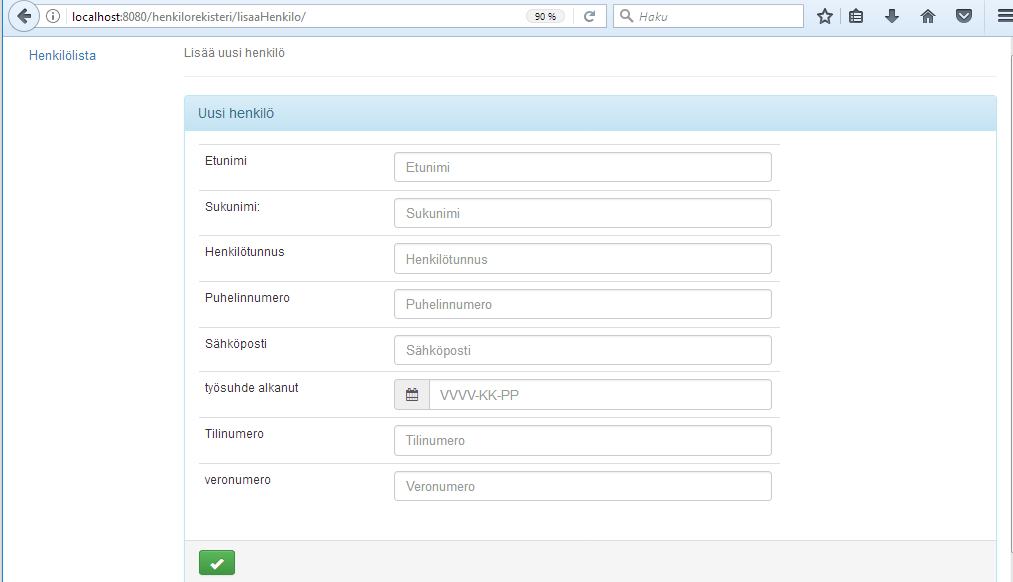 localhost:8080/henkilorekisteri/lisaaHenkilo/ 90 % Haku
Henkilölista
Lisää uusi henkilö
Uusi henkilö
Etunimi Etunimi
Sukunimi: Sukunimi
Henkilötunnus Henkilötunnus
Puhelinnumero Puhelinnumero
Sähköposti Sähköposti
työsuhde alkanut VVVV-KK-PP
Tilinumero Tilinumero
veronumero Veronumero